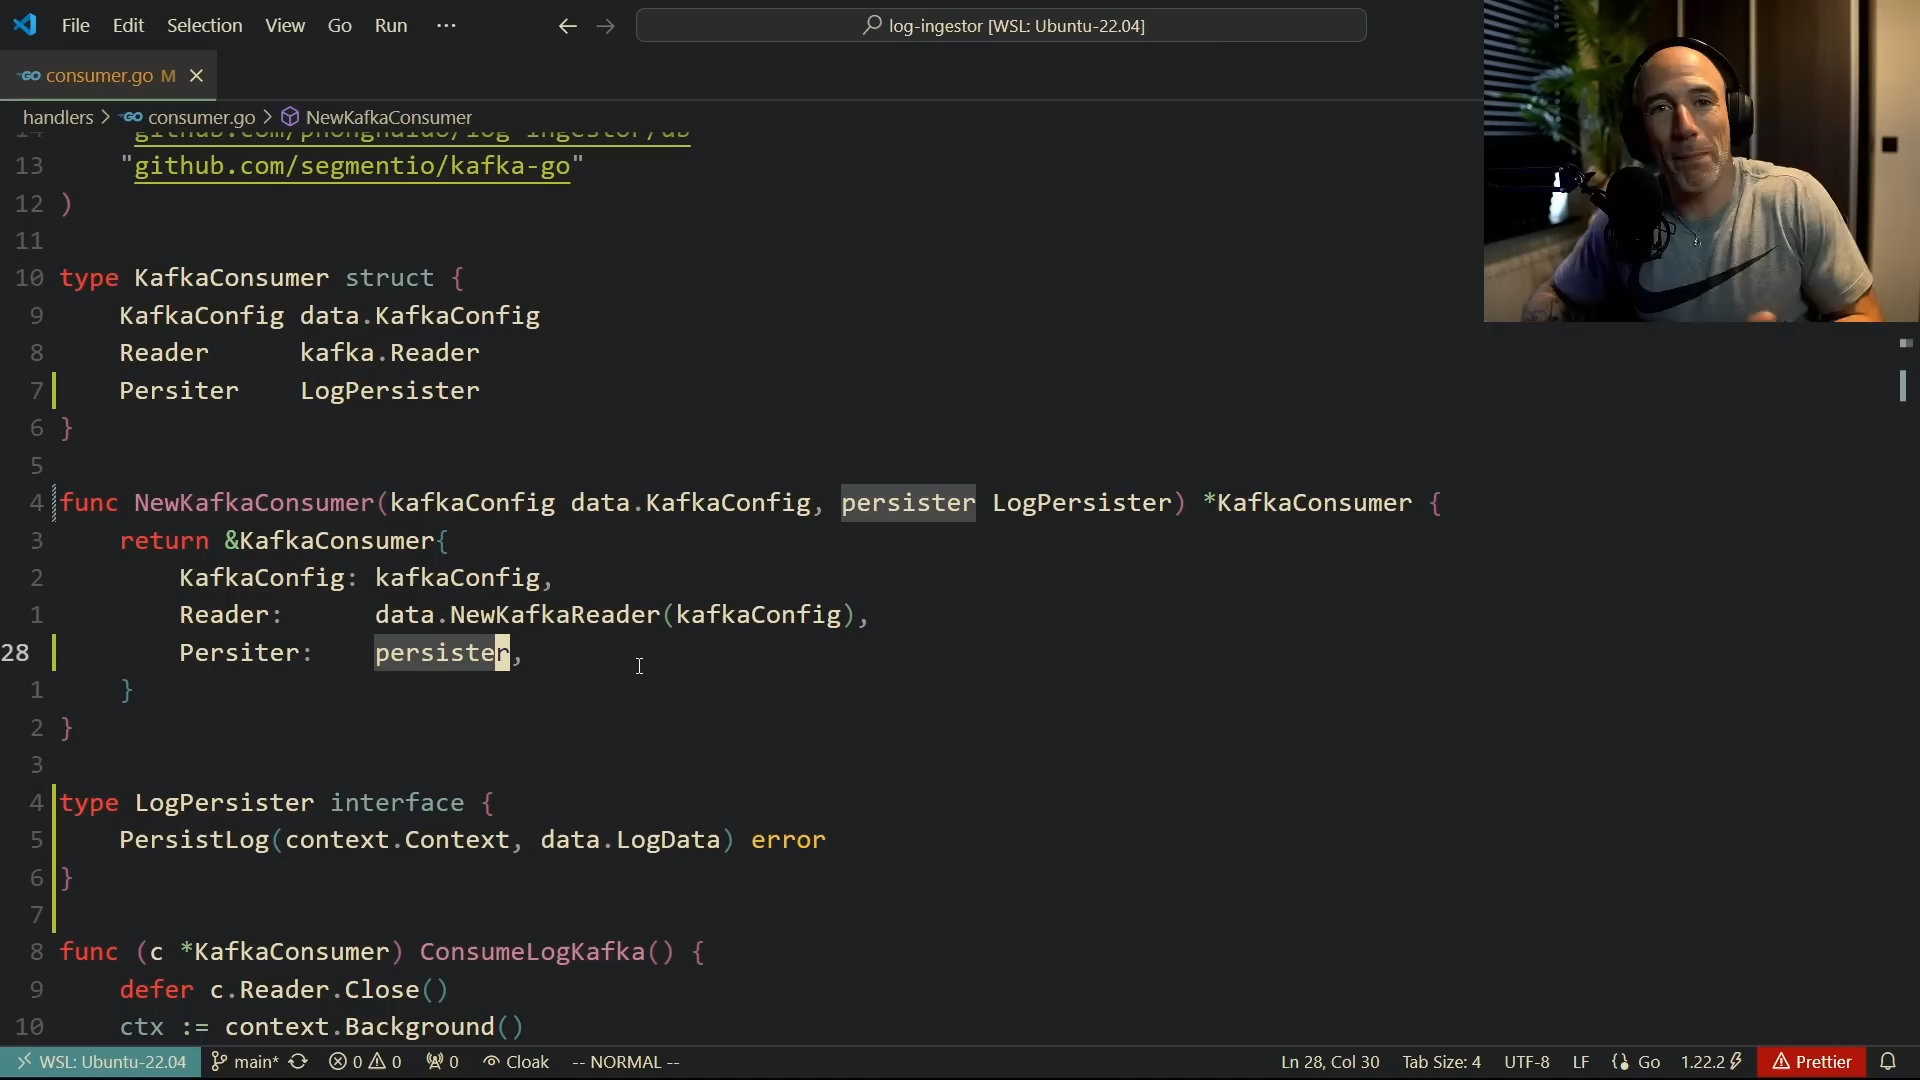 File Edit Selection View Go Run ···
log-ingestor [WSL: Ubuntu-22.04]
GO consumer.go M
handlers > GO consumer.go > NewKafkaConsumer
13 "github.com/segmentio/kafka-go"
12 )
11
10 type KafkaConsumer struct {
9 KafkaConfig data.KafkaConfig
8 Reader kafka.Reader
7 Persiter LogPersister
6 }
5
4 func NewKafkaConsumer(kafkaConfig data.KafkaConfig, persister LogPersister) *KafkaConsumer {
3 return &KafkaConsumer{
2 KafkaConfig: kafkaConfig,
1 Reader: data.NewKafkaReader(kafkaConfig),
28 Persiter: persister,
1 }
2 }
3
4 type LogPersister interface {
5 PersistLog(context.Context, data.LogData) error
6 }
7
8 func (c *KafkaConsumer) ConsumeLogKafka() {
9 defer c.Reader.Close()
10 ctx := context.Background()
WSL: Ubuntu-22.04 main* 0 0 0 Cloak -- NORMAL -- Ln 28, Col 30 Tab Size: 4 UTF-8 LF Go 1.22.2 Prettier